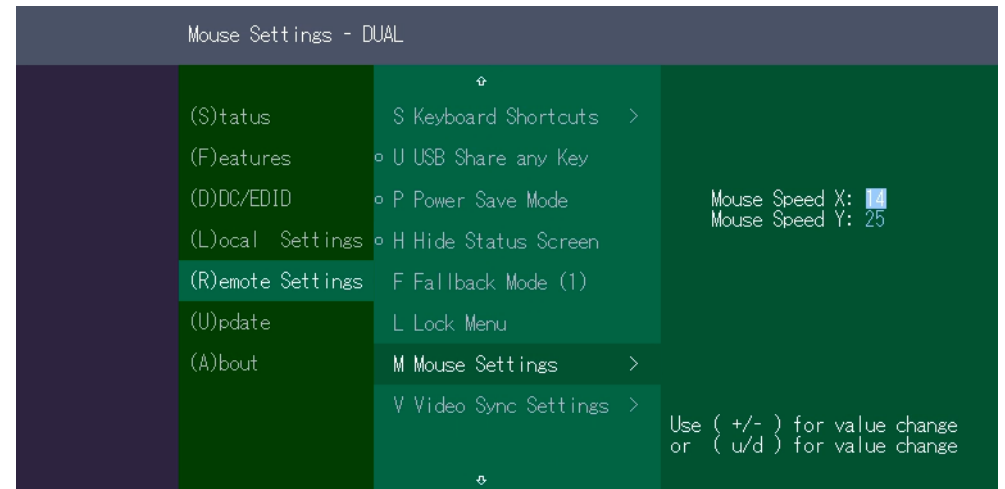 Mouse Settings - DUAL
(S)tatus
(F)eatures
(D)DC/EDID
(L)ocal Settings
(R)emote Settings
(U)pdate
(A)bout
S Keyboard Shortcuts >
U USB Share any Key
P Power Save Mode
H Hide Status Screen
F Fallback Mode (1)
L Lock Menu
M Mouse Settings >
V Video Sync Settings >
Mouse Speed X: 14
Mouse Speed Y: 25
Use ( +/- ) for value change
or ( u/d ) for value change